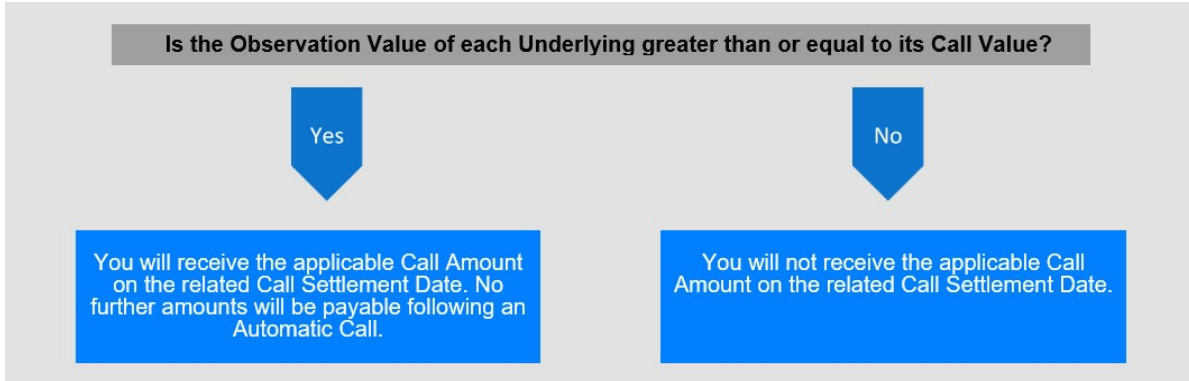 Is the Observation Value of each Underlying greater than or equal to its Call Value?
Yes
No
You will receive the applicable Call Amount
on the related Call Settlement Date. No
further amounts will be payable following an
Automatic Call.
You will not receive the applicable Call
Amount on the related Call Settlement Date.